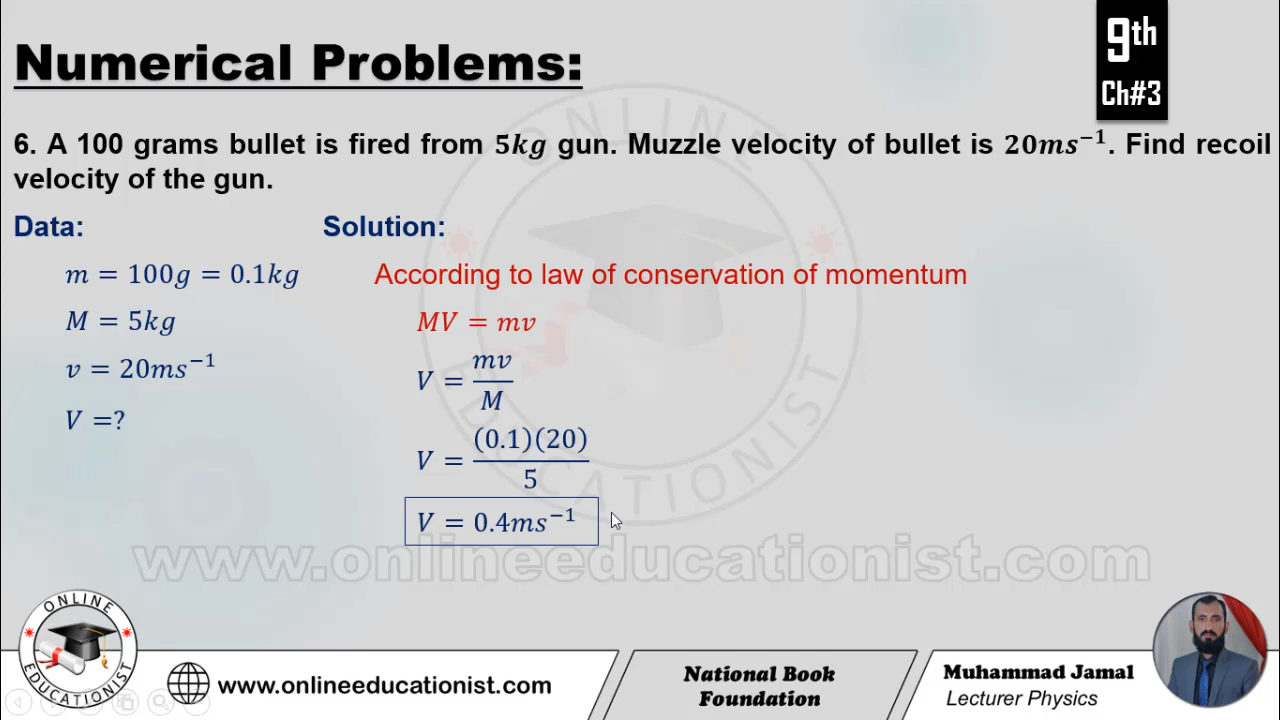 Numerical Problems:
9th
Ch#3
6. A 100 grams bullet is fired from 5kg gun. Muzzle velocity of bullet is 20ms⁻¹. Find recoil
velocity of the gun.
Data:
m = 100g = 0.1kg
M = 5kg
v = 20ms⁻¹
V =?
Solution:
According to law of conservation of momentum
MV = mv
V = mv/M
V = (0.1)(20)/5
V = 0.4ms⁻¹
ONLINE
EDUCATIONIST
www.onlineeducationist.com
ONLINE
EDUCATIONIST
www.onlineeducationist.com
National Book
Foundation
Muhammad Jamal
Lecturer Physics